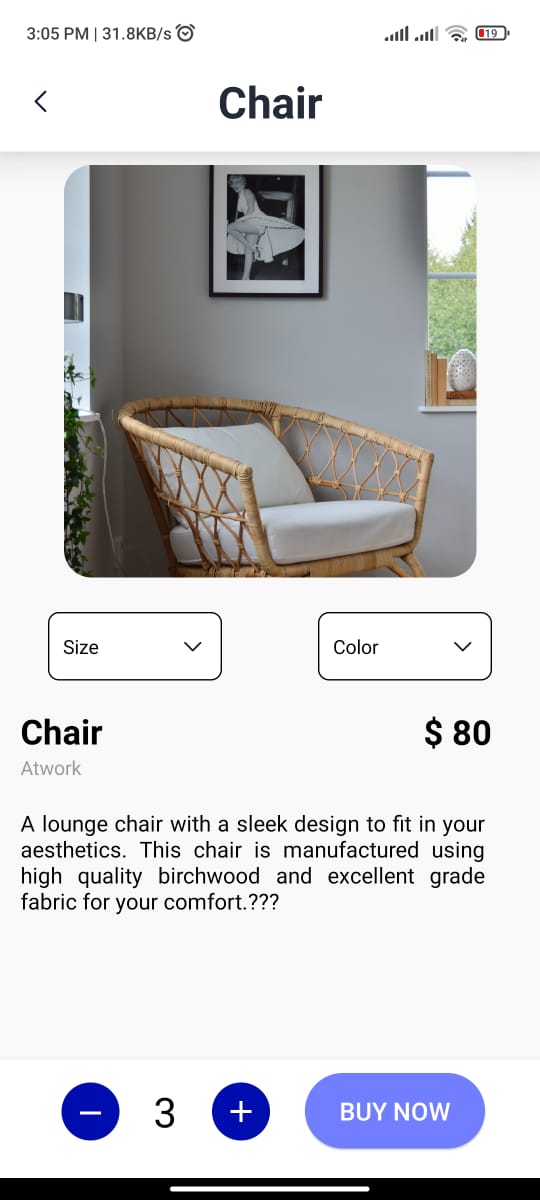 3:05 PM | 31.8KB/s
19
Chair
Size
Color
Chair
$ 80
Atwork
A lounge chair with a sleek design to fit in your
aesthetics. This chair is manufactured using
high quality birchwood and excellent grade
fabric for your comfort.???
3
BUY NOW